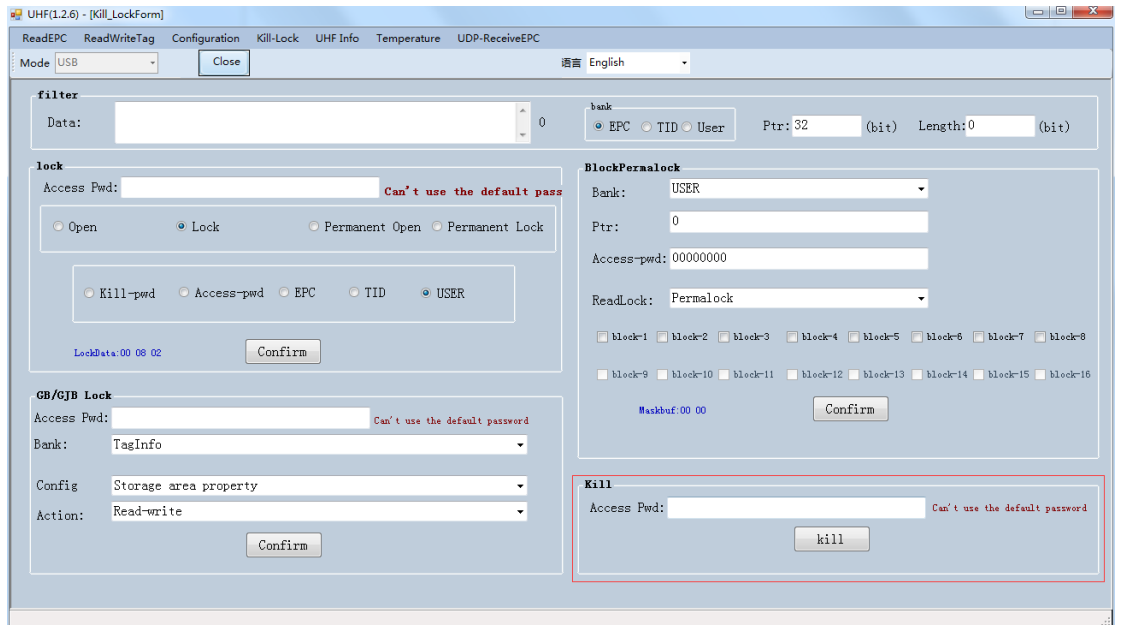 UHF(1.2.6) - [Kill_LockForm]
ReadEPC ReadWriteTag Configuration Kill-Lock UHF Info Temperature UDP-ReceiveEPC
Mode USB Close 语言 English
filter
Data: 0
bank
EPC TID User Ptr: 32 (bit) Length: 0 (bit)
lock
Access Pwd: Can't use the default pass
Open Lock Permanent Open Permanent Lock
Kill-pwd Access-pwd EPC TID USER
LockData:00 08 02 Confirm
GB/GJB Lock
Access Pwd: Can't use the default password
Bank: TagInfo
Config Storage area property
Action: Read-write
Confirm
BlockPermalock
Bank: USER
Ptr: 0
Access-pwd: 00000000
ReadLock: Permalock
block-1 block-2 block-3 block-4 block-5 block-6 block-7 block-8
block-9 block-10 block-11 block-12 block-13 block-14 block-15 block-16
Maskbuf:00 00 Confirm
Kill
Access Pwd: Can't use the default password
kill